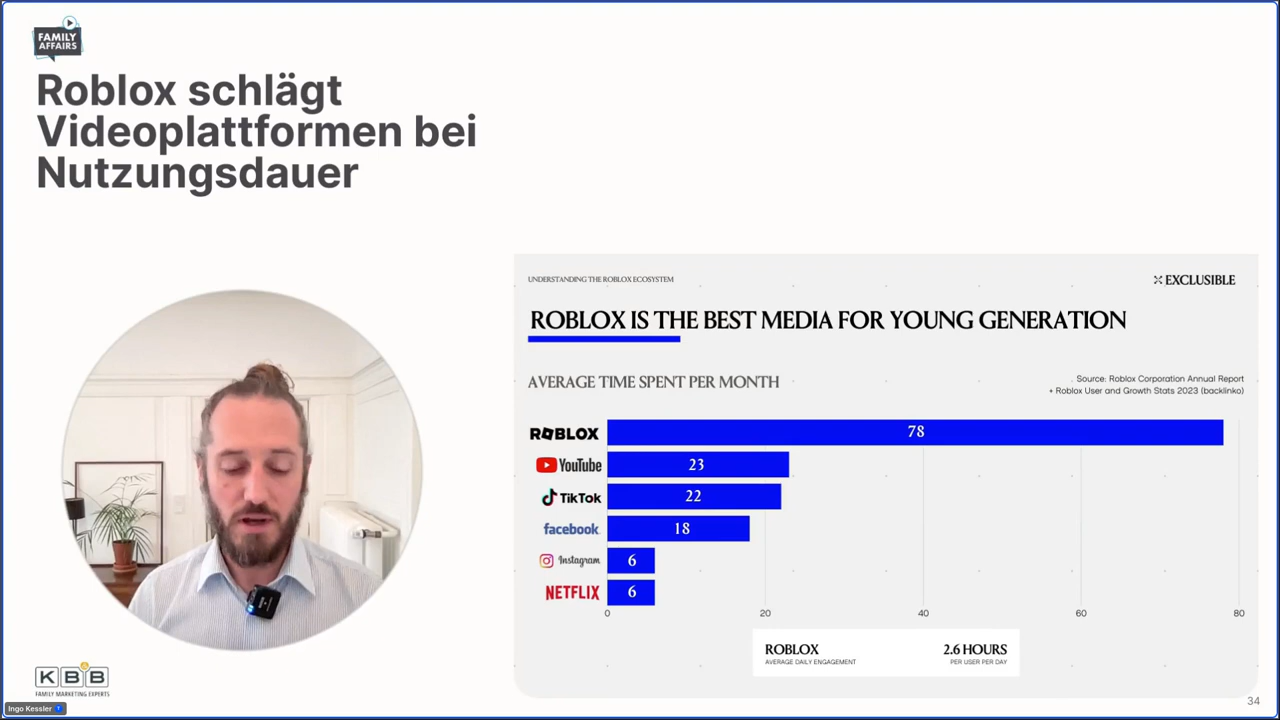 FAMILY
AFFAIRS
Roblox schlägt
Videoplattformen bei
Nutzungsdauer
UNDERSTANDING THE ROBLOX ECOSYSTEM
EXCLUSIBLE
ROBLOX IS THE BEST MEDIA FOR YOUNG GENERATION
AVERAGE TIME SPENT PER MONTH
Source: Roblox Corporation Annual Report
+ Roblox User and Growth Stats 2023 (backlinko)
ROBLOX 78
YouTube 23
TikTok 22
facebook 18
Instagram 6
NETFLIX 6
0 20 40 60 80
ROBLOX 2.6 HOURS
AVERAGE DAILY ENGAGEMENT PER USER PER DAY
KBB
FAMILY MARKETING EXPERTS
Ingo Kessler
34